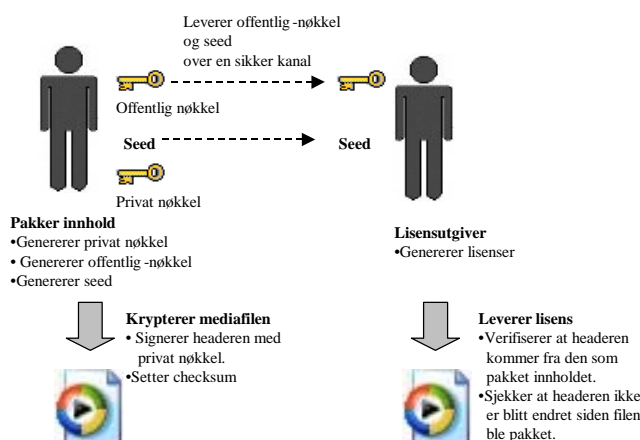 Leverer offentlig-nøkkel
og seed
over en sikker kanal
Offentlig nøkkel
Seed
Seed
Privat nøkkel
Pakker innhold
•Genererer privat nøkkel
• Genererer offentlig-nøkkel
•Genererer seed
Lisensutgiver
•Genererer lisenser
Krypterer mediafilen
• Signerer headeren med
privat nøkkel.
•Setter checksum
Leverer lisens
•Verifiserer at headeren
kommer fra den som
pakket innholdet.
•Sjekker at headeren ikke
er blitt endret siden filen
ble pakket.